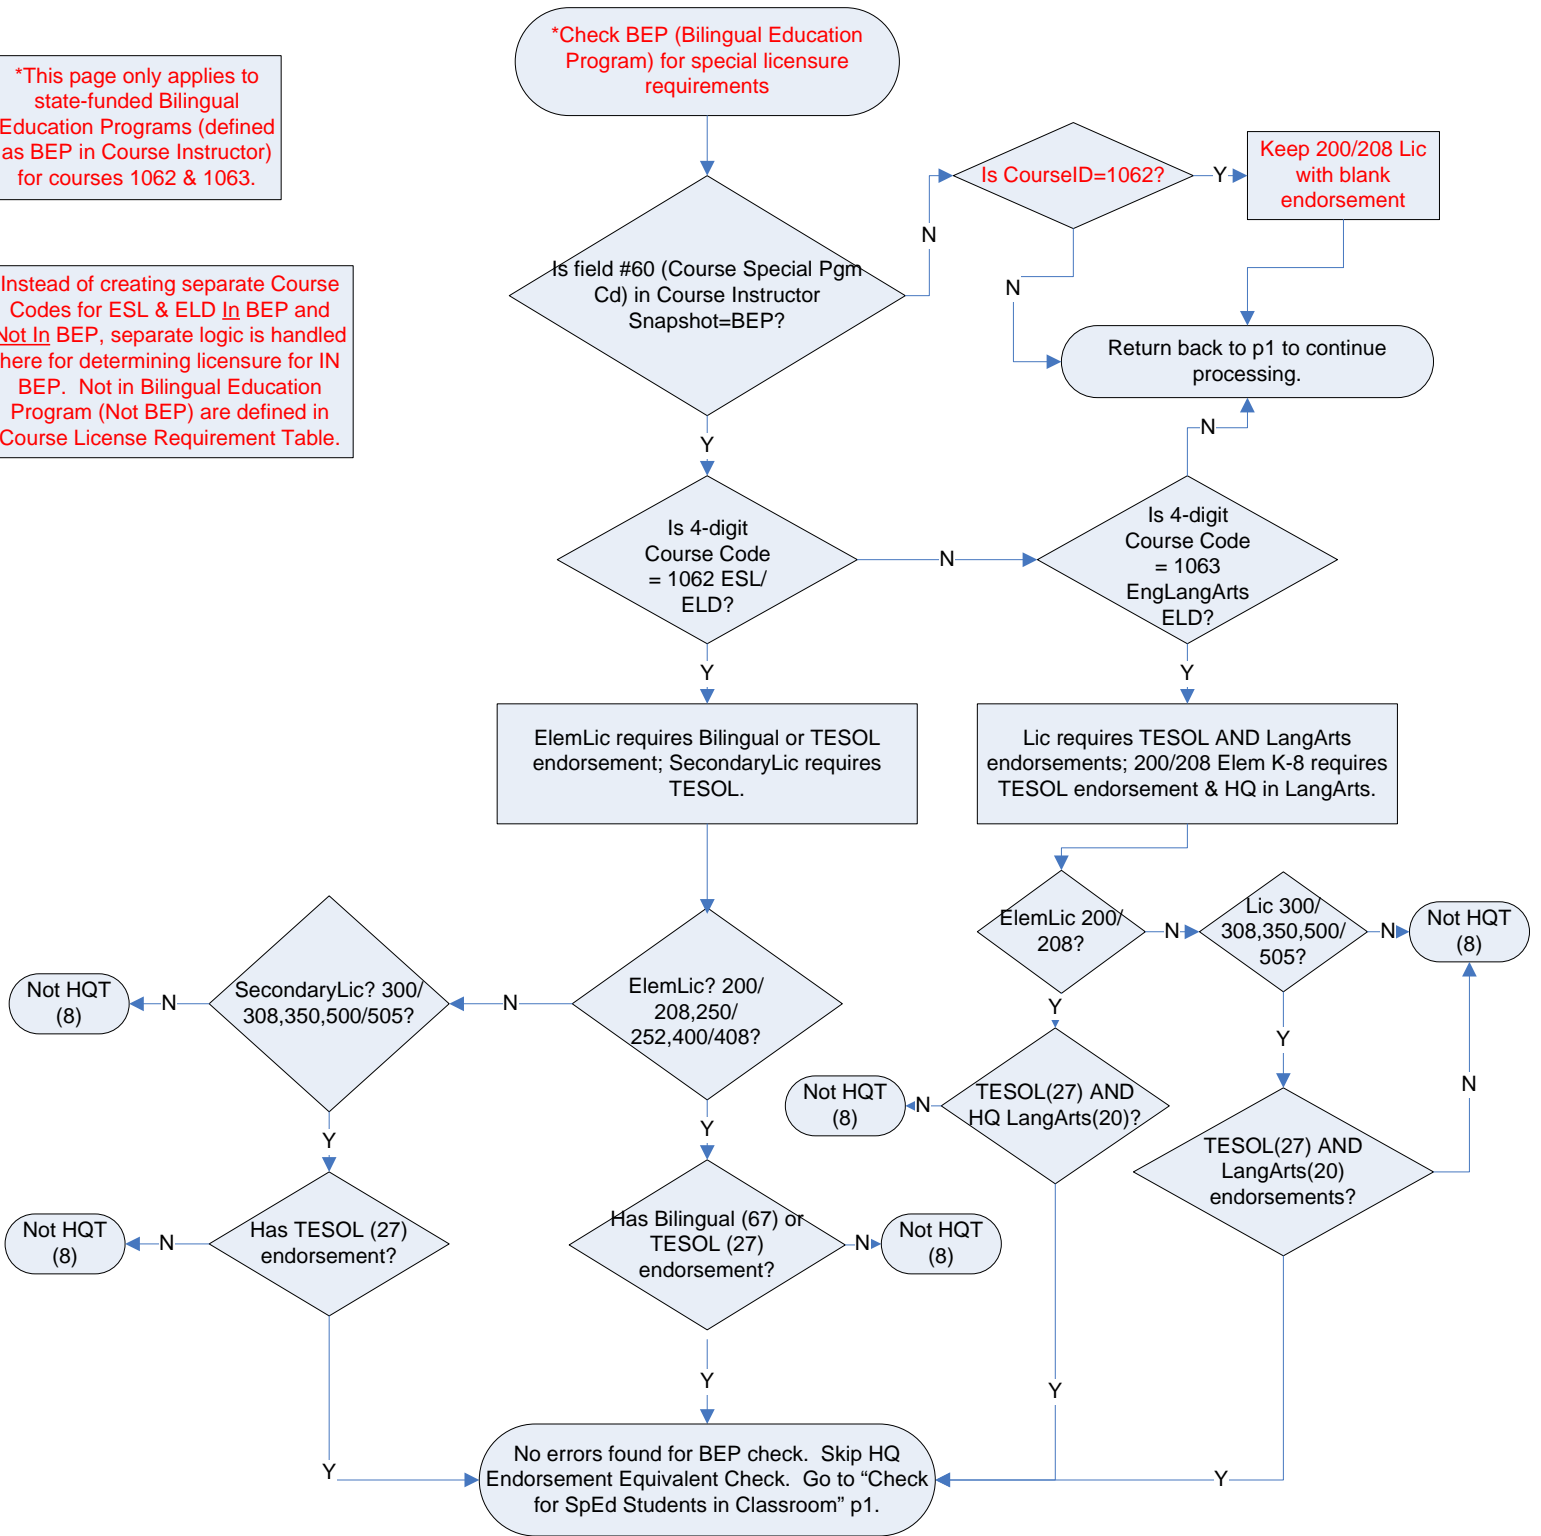 *Check BEP (Bilingual Education
Program) for special licensure
requirements
*This page only applies to
state-funded Bilingual
Education Programs (defined
as BEP in Course Instructor)
for courses 1062 & 1063.
Is CourseID=1062?
Y
Keep 200/208 Lic
with blank
endorsement
N
N
Is field #60 (Course Special Pgm
Cd) in Course Instructor
Snapshot=BEP?
Instead of creating separate Course
Codes for ESL & ELD In BEP and
Not In BEP, separate logic is handled
here for determining licensure for IN
BEP.  Not in Bilingual Education
Program (Not BEP) are defined in
Course License Requirement Table.
Return back to p1 to continue
processing.
Y
N
Is 4-digit
Course Code
= 1062 ESL/
ELD?
N
Is 4-digit
Course Code
= 1063
EngLangArts
ELD?
Y
Y
ElemLic requires Bilingual or TESOL
endorsement; SecondaryLic requires
TESOL.
Lic requires TESOL AND LangArts
endorsements; 200/208 Elem K-8 requires
TESOL endorsement & HQ in LangArts.
ElemLic 200/
208?
N
Lic 300/
308,350,500/
505?
N
Not HQT
(8)
Not HQT
(8)
N
SecondaryLic? 300/
308,350,500/505?
N
ElemLic? 200/
208,250/
252,400/408?
Y
Y
Not HQT
(8)
N
TESOL(27) AND
HQ LangArts(20)?
N
Y
Y
TESOL(27) AND
LangArts(20)
endorsements?
Not HQT
(8)
N
Has TESOL (27)
endorsement?
Has Bilingual (67) or
TESOL (27)
endorsement?
N
Not HQT
(8)
Y
Y
Y
Y
No errors found for BEP check.  Skip HQ
Endorsement Equivalent Check.  Go to “Check
for SpEd Students in Classroom” p1.